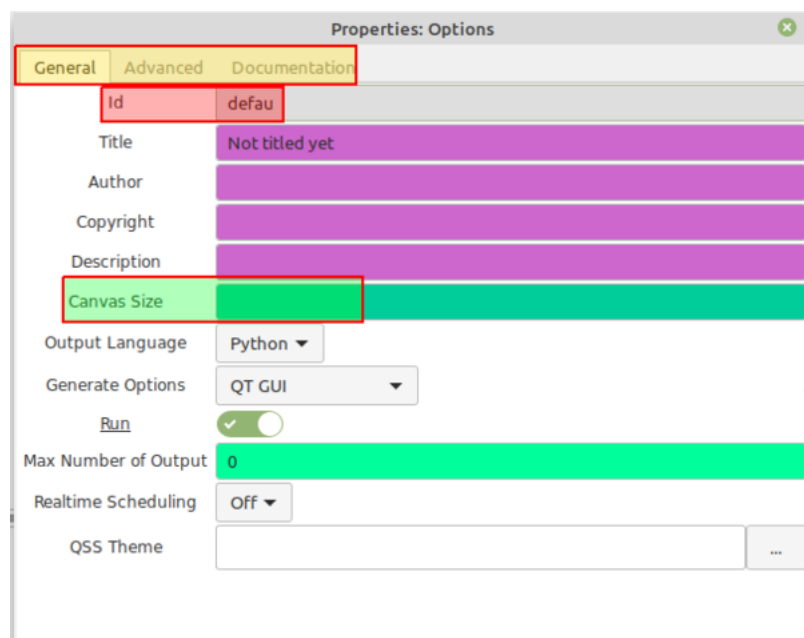 Properties: Options
General Advanced Documentation
Id defau
Title Not titled yet
Author
Copyright
Description
Canvas Size
Output Language Python
Generate Options QT GUI
Run
Max Number of Output 0
Realtime Scheduling Off
QSS Theme ...